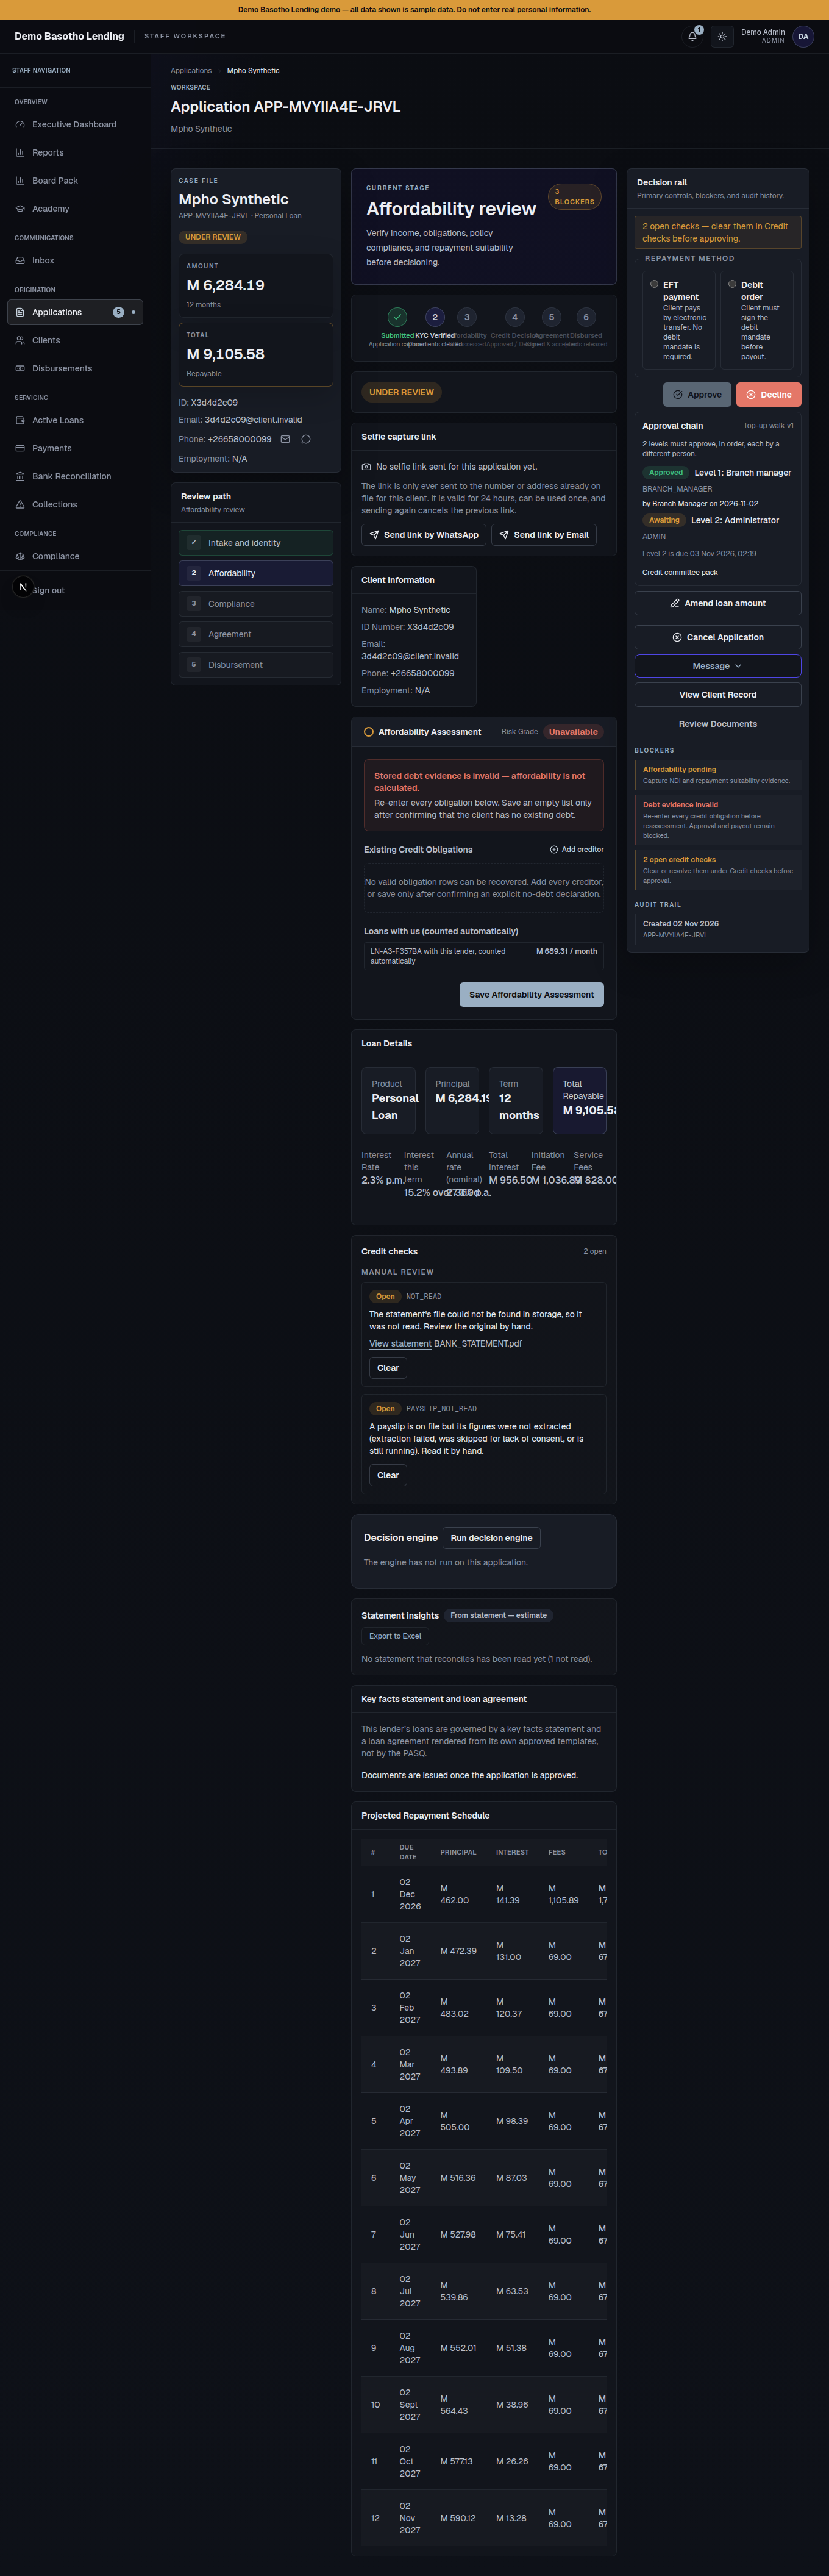 Demo Basotho Lending demo — all data shown is sample data. Do not enter real personal information.
Demo Basotho Lending
STAFF WORKSPACE
1
Demo Admin
ADMIN
DA
STAFF NAVIGATION
OVERVIEW
Executive Dashboard
Reports
Board Pack
Academy
COMMUNICATIONS
Inbox
ORIGINATION
Applications 5
Clients
Disbursements
SERVICING
Active Loans
Payments
Bank Reconciliation
Collections
COMPLIANCE
Compliance
N
Sign out
Applications Mpho Synthetic
WORKSPACE
Application APP-MVYIIA4E-JRVL
Mpho Synthetic
CASE FILE
Mpho Synthetic
APP-MVYIIA4E-JRVL · Personal Loan
UNDER REVIEW
AMOUNT
M 6,284.19
12 months
TOTAL
M 9,105.58
Repayable
ID: X3d4d2c09
Email: 3d4d2c09@client.invalid
Phone: +26658000099
Employment: N/A
Review path
Affordability review
✓ Intake and identity
2 Affordability
3 Compliance
4 Agreement
5 Disbursement
CURRENT STAGE
Affordability review
3 BLOCKERS
Verify income, obligations, policy
compliance, and repayment suitability
before decisioning.
2 3 4 5 6
Submitted KYC Verified Credit Decision Agreement Disbursed
UNDER REVIEW
Selfie capture link
No selfie link sent for this application yet.
The link is only ever sent to the number or address already on
file for this client. It is valid for 24 hours, can be used once, and
sending again cancels the previous link.
Send link by WhatsApp
Send link by Email
Client Information
Name: Mpho Synthetic
ID Number: X3d4d2c09
Email:
3d4d2c09@client.invalid
Phone: +26658000099
Employment: N/A
Affordability Assessment
Risk Grade Unavailable
Stored debt evidence is invalid — affordability is not
calculated.
Re-enter every obligation below. Save an empty list only
after confirming that the client has no existing debt.
Existing Credit Obligations
Add creditor
No valid obligation rows can be recovered. Add every creditor,
or save only after confirming an explicit no-debt declaration.
Loans with us (counted automatically)
LN-A3-F357BA with this lender, counted
automatically
M 689.31 / month
Save Affordability Assessment
Loan Details
Product
Personal
Loan
Principal
M 6,284.19
Term
12
months
Total
Repayable
M 9,105.58
Interest
Rate
2.3% p.m.
Interest
this
term
15.2% over
Annual
rate
(nominal)
p.a.
Total
Interest
M 956.50
Initiation
Fee
M 1,036.89
Service
Fees
M 828.00
Credit checks
2 open
MANUAL REVIEW
Open NOT_READ
The statement's file could not be found in storage, so it
was not read. Review the original by hand.
View statement BANK_STATEMENT.pdf
Clear
Open PAYSLIP_NOT_READ
A payslip is on file but its figures were not extracted
(extraction failed, was skipped for lack of consent, or is
still running). Read it by hand.
Clear
Decision engine
Run decision engine
The engine has not run on this application.
Statement insights
From statement — estimate
Export to Excel
No statement that reconciles has been read yet (1 not read).
Key facts statement and loan agreement
This lender's loans are governed by a key facts statement and
a loan agreement rendered from its own approved templates,
not by the PASQ.
Documents are issued once the application is approved.
Projected Repayment Schedule
# DUE DATE PRINCIPAL INTEREST FEES
1 02 Dec 2026 M 462.00 M 141.39 M 1,105.89
2 02 Jan 2027 M 472.39 M 131.00 M 69.00
3 02 Feb 2027 M 483.02 M 120.37 M 69.00
4 02 Mar 2027 M 493.89 M 109.50 M 69.00
5 02 Apr 2027 M 505.00 M 98.39 M 69.00
6 02 May 2027 M 516.36 M 87.03 M 69.00
7 02 Jun 2027 M 527.98 M 75.41 M 69.00
8 02 Jul 2027 M 539.86 M 63.53 M 69.00
9 02 Aug 2027 M 552.01 M 51.38 M 69.00
10 02 Sept 2027 M 564.43 M 38.96 M 69.00
11 02 Oct 2027 M 577.13 M 26.26 M 69.00
12 02 Nov 2027 M 590.12 M 13.28 M 69.00
Decision rail
Primary controls, blockers, and audit history.
2 open checks — clear them in Credit
checks before approving.
REPAYMENT METHOD
EFT
payment
Client pays
by electronic
transfer. No
debit
mandate is
required.
Debit
order
Client must
sign the
debit
mandate
before
payout.
Approve
Decline
Approval chain
Top-up walk v1
2 levels must approve, in order, each by a
different person.
Approved Level 1: Branch manager
BRANCH_MANAGER
by Branch Manager on 2026-11-02
Awaiting Level 2: Administrator
ADMIN
Level 2 is due 03 Nov 2026, 02:19
Credit committee pack
Amend loan amount
Cancel Application
Message
View Client Record
Review Documents
BLOCKERS
Affordability pending
Capture NDI and repayment suitability evidence.
Debt evidence invalid
Re-enter every credit obligation before
reassessment. Approval and payout remain
blocked.
2 open credit checks
Clear or resolve them under Credit checks before
approval.
AUDIT TRAIL
Created 02 Nov 2026
APP-MVYIIA4E-JRVL